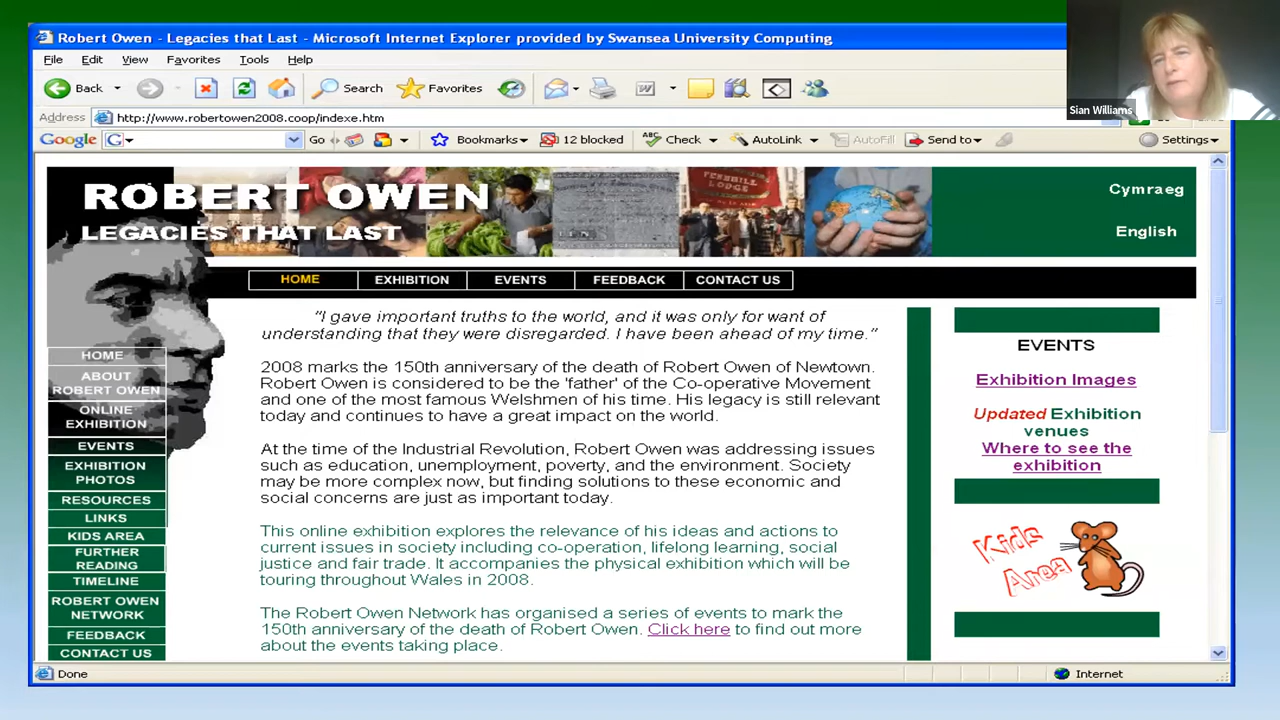 Robert Owen - Legacies that Last - Microsoft Internet Explorer provided by Swansea University Computing
File Edit View Favorites Tools Help
Back Search Favorites
Address http://www.robertowen2008.coop/indexe.htm
Google G Go Bookmarks 12 blocked ABC Check AutoLink AutoFill Send to Settings
Sian Williams
ROBERT OWEN
LEGACIES THAT LAST
Cymraeg
English
HOME EXHIBITION EVENTS FEEDBACK CONTACT US
HOME
ABOUT
ROBERT OWEN
ONLINE
EXHIBITION
EVENTS
EXHIBITION
PHOTOS
RESOURCES
LINKS
KIDS AREA
FURTHER
READING
TIMELINE
ROBERT OWEN
NETWORK
FEEDBACK
CONTACT US
"I gave important truths to the world, and it was only for want of
understanding that they were disregarded. I have been ahead of my time."
2008 marks the 150th anniversary of the death of Robert Owen of Newtown.
Robert Owen is considered to be the 'father' of the Co-operative Movement
and one of the most famous Welshmen of his time. His legacy is still relevant
today and continues to have a great impact on the world.
At the time of the Industrial Revolution, Robert Owen was addressing issues
such as education, unemployment, poverty, and the environment. Society
may be more complex now, but finding solutions to these economic and
social concerns are just as important today.
This online exhibition explores the relevance of his ideas and actions to
current issues in society including co-operation, lifelong learning, social
justice and fair trade. It accompanies the physical exhibition which will be
touring throughout Wales in 2008.
The Robert Owen Network has organised a series of events to mark the
150th anniversary of the death of Robert Owen. Click here to find out more
about the events taking place.
EVENTS
Exhibition Images
Updated Exhibition
venues
Where to see the
exhibition
Kids
Area
Done
Internet